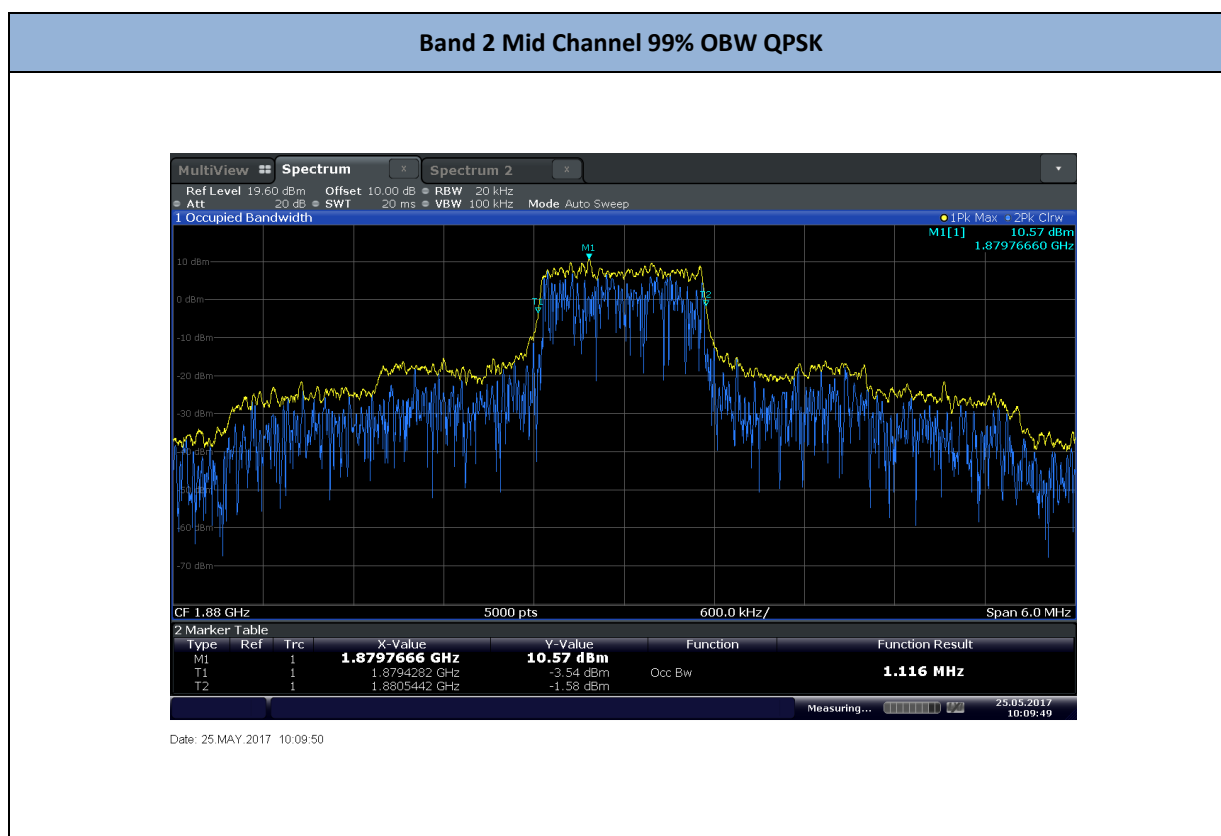 Band 2 Mid Channel 99% OBW QPSK
MultiView Spectrum x Spectrum 2 x
Ref Level 19.60 dBm Offset 10.00 dB RBW 20 kHz
Att 20 dB SWT 20 ms VBW 100 kHz Mode Auto Sweep
1 Occupied Bandwidth 1Pk Max 2Pk Clrw
M1[1] 10.57 dBm
1.87976660 GHz
M1
10 dBm
T1 T2
0 dBm
-10 dBm
-20 dBm
-30 dBm
-40 dBm
-50 dBm
-60 dBm
-70 dBm
CF 1.88 GHz 5000 pts 600.0 kHz/ Span 6.0 MHz
2 Marker Table
Type Ref Trc X-Value Y-Value Function Function Result
M1 1 1.8797666 GHz 10.57 dBm
T1 1 1.8794282 GHz -3.54 dBm Occ Bw 1.116 MHz
T2 1 1.8805442 GHz -1.58 dBm
Measuring... 25.05.2017
10:09:49
Date: 25.MAY.2017 10:09:50